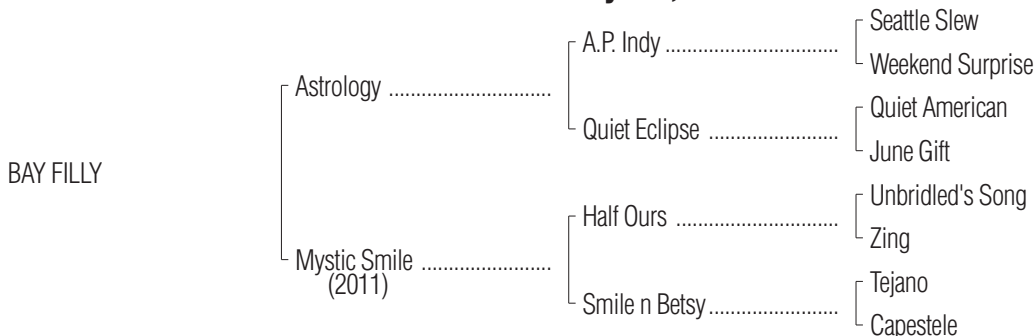 Seattle Slew
A.P. Indy ................................
Weekend Surprise
Astrology ..............................
Quiet American
Quiet Eclipse ........................
June Gift
BAY FILLY
Unbridled's Song
Half Ours ..............................
Zing
Mystic Smile ........................
(2011)
Tejano
Smile n Betsy ........................
Capestele